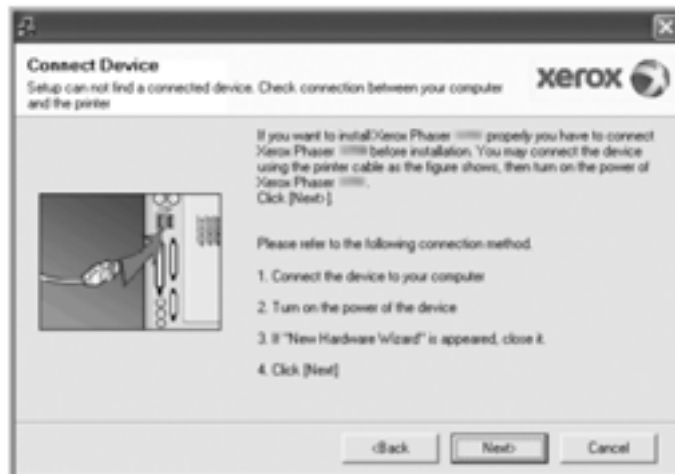 Connect Device
Setup can not find a connected device. Check connection between your computer
and the printer
xerox
If you want to install Xerox Phaser properly you have to connect
Xerox Phaser before installation. You may connect the device
using the printer cable as the figure shows, then turn on the power of
Xerox Phaser .
Click [Next>].
Please refer to the following connection method.
1. Connect the device to your computer
2. Turn on the power of the device
3. If "New Hardware Wizard" is appeared, close it.
4. Click [Next]
<Back
Next>
Cancel